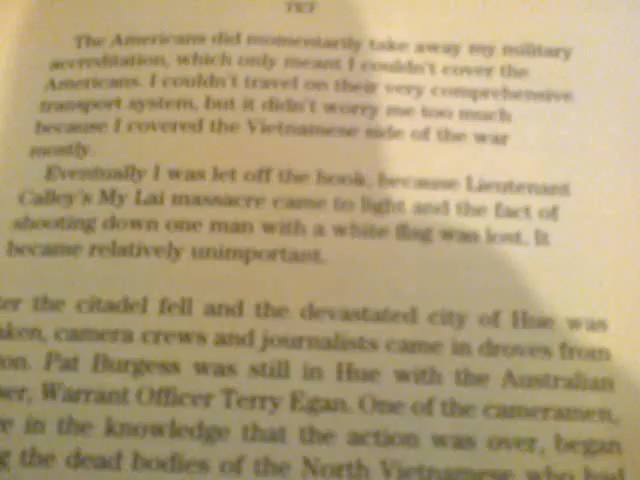 TET
The Americans did momentarily take away my military
accreditation, which only meant I couldn't cover the
Americans. I couldn't travel on their very comprehensive
transport system, but it didn't worry me too much
because I covered the Vietnamese side of the war
mostly.
Eventually I was let off the hook, because Lieutenant
Calley's My Lai massacre came to light and the fact of
shooting down one man with a white flag was lost. It
became relatively unimportant.
ter the citadel fell and the devastated city of Hue was
aken, camera crews and journalists came in droves from
on. Pat Burgess was still in Hue with the Australian
ser, Warrant Officer Terry Egan. One of the cameramen,
e in the knowledge that the action was over, began
g the dead bodies of the North Vietnamese who had